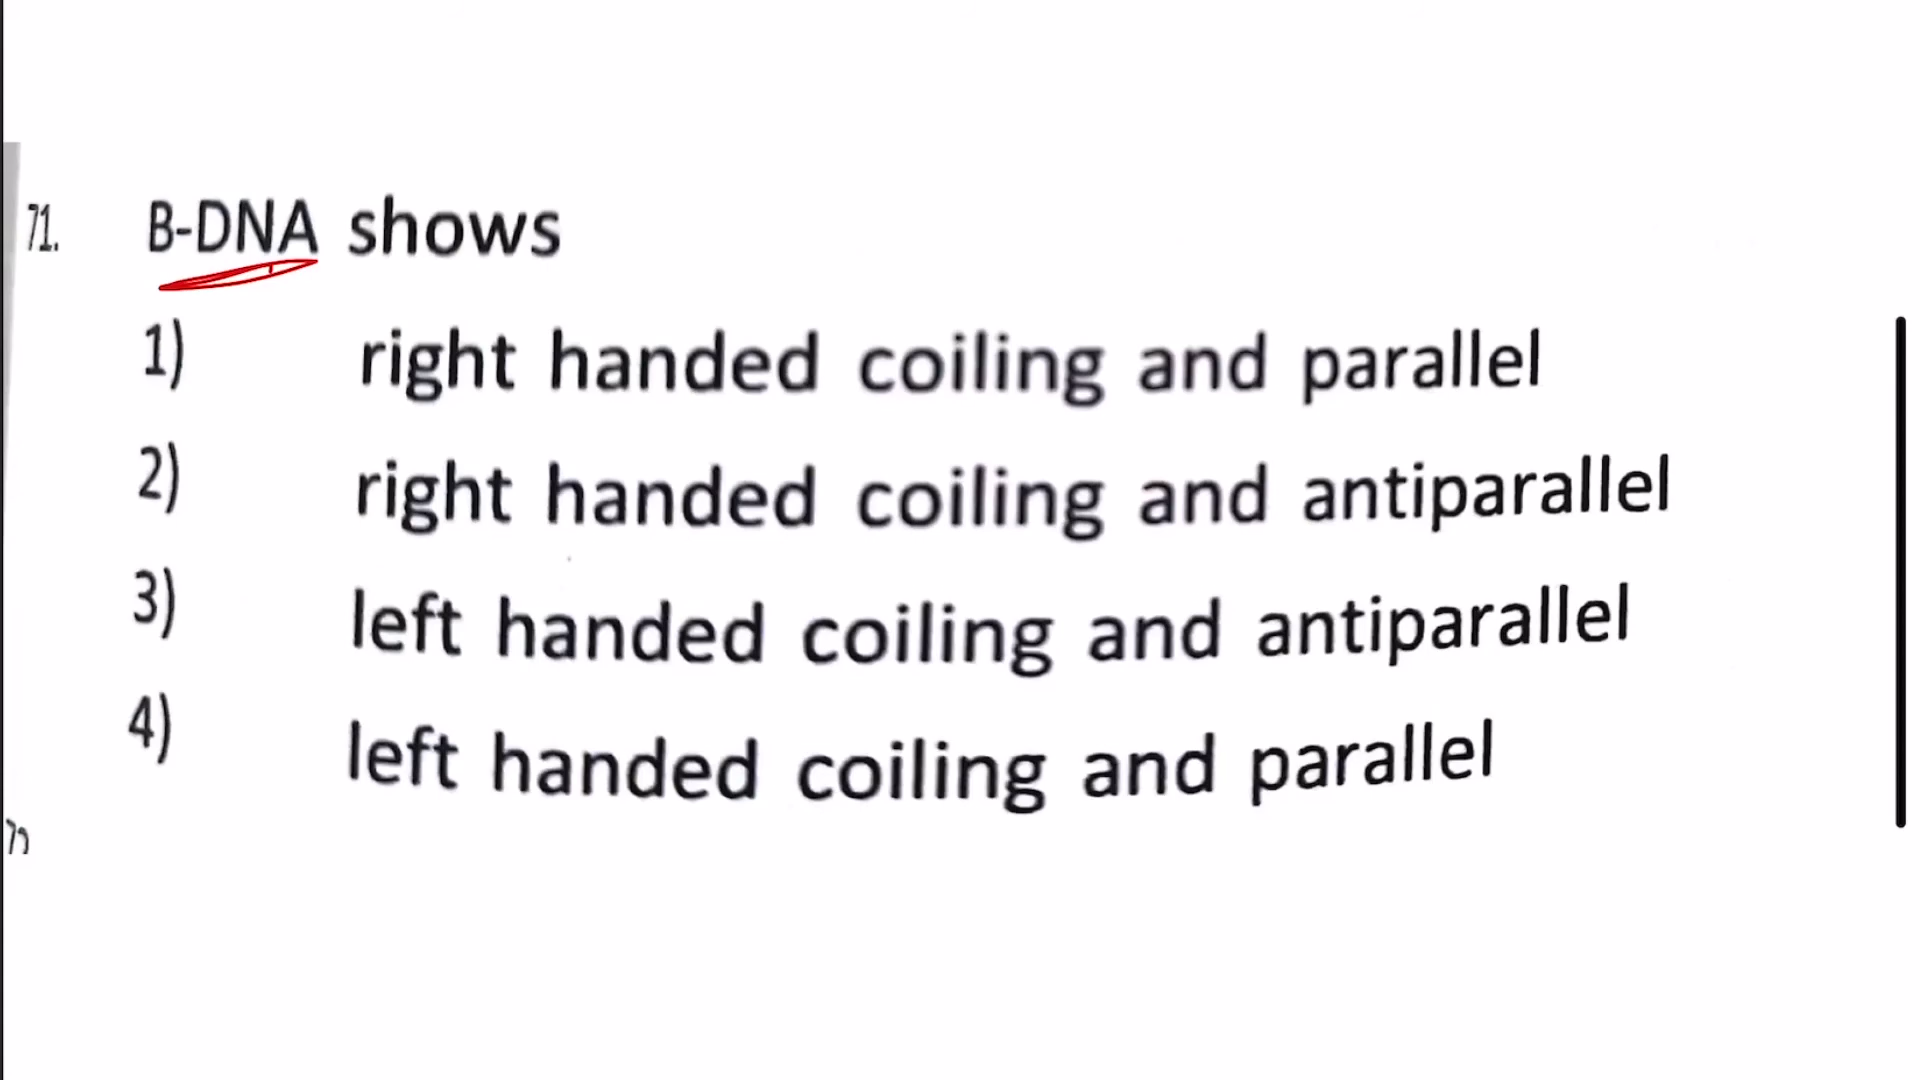 71. B-DNA shows
1) right handed coiling and parallel
2) right handed coiling and antiparallel
3) left handed coiling and antiparallel
4) left handed coiling and parallel